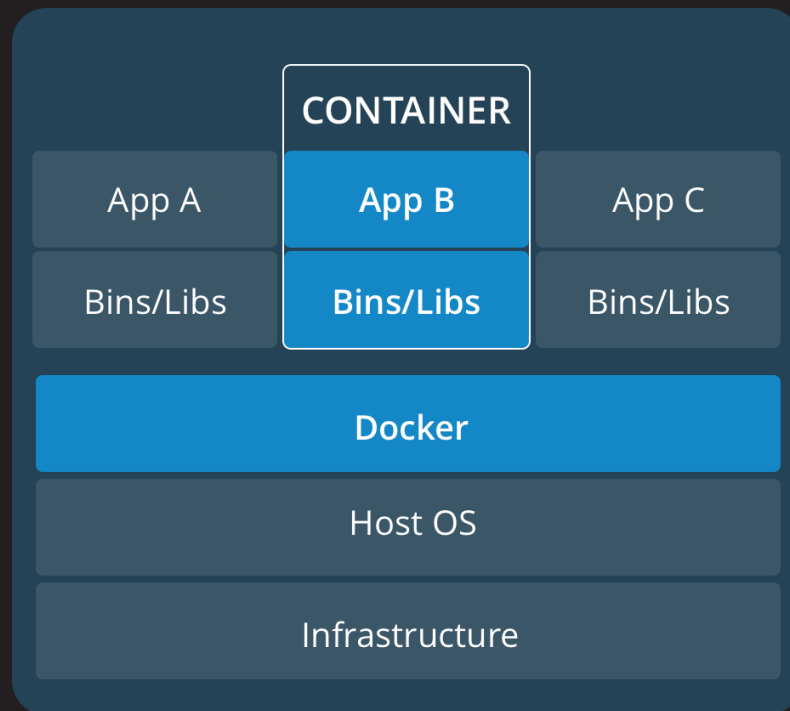 CONTAINER
App A
App B
App C
Bins/Libs
Bins/Libs
Bins/Libs
Docker
Host OS
Infrastructure